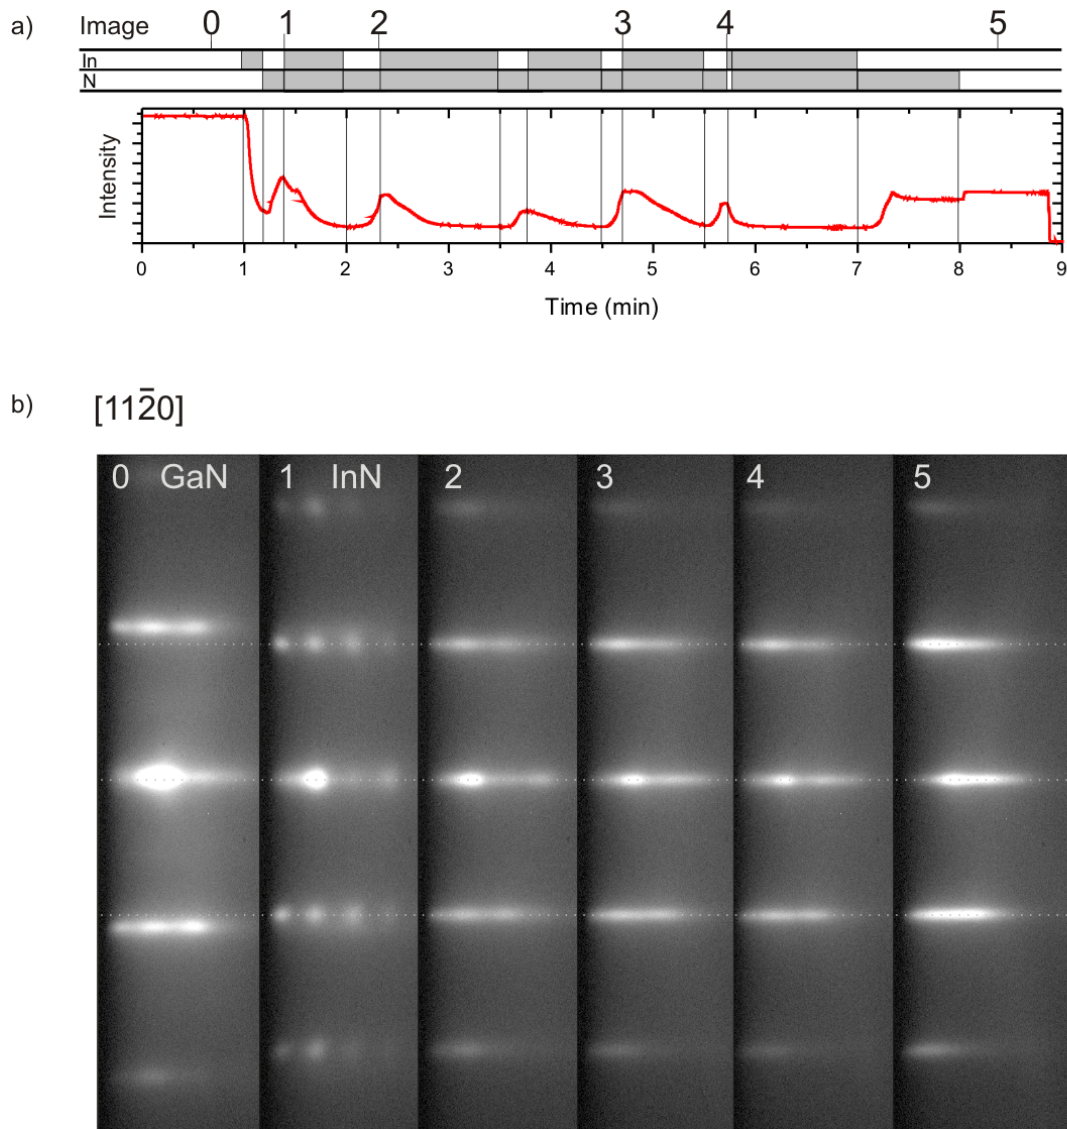 a) Image 0 1 2 3 4 5
In
N
Intensity
0 1 2 3 4 5 6 7 8 9
Time (min)
b) [112̄0]
0 GaN 1 InN 2 3 4 5